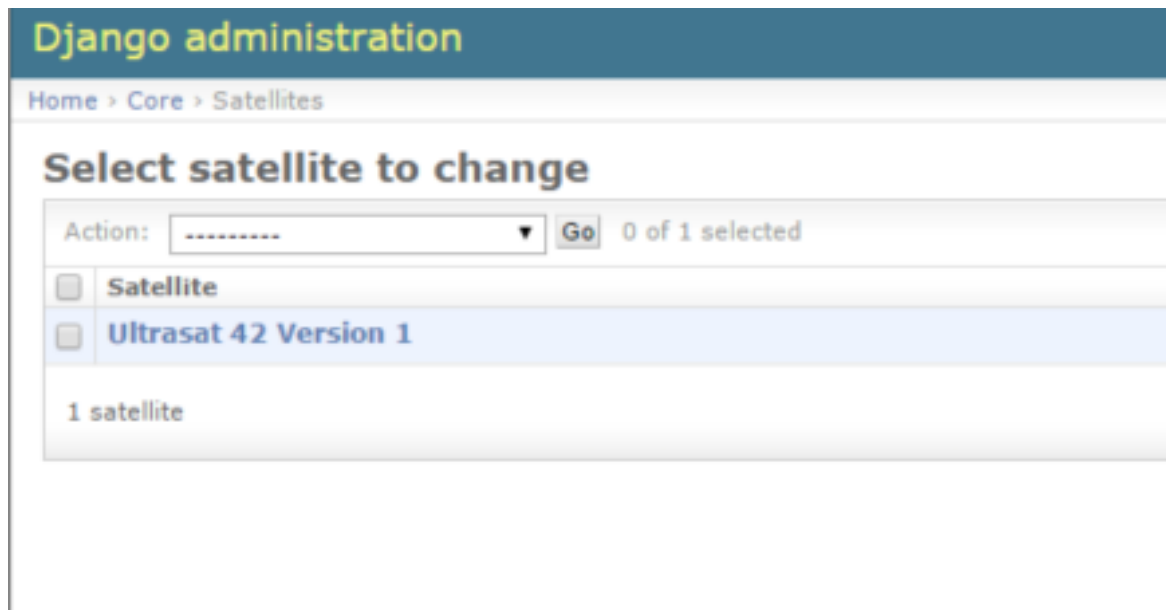 Django administration
Home › Core › Satellites
Select satellite to change
Action: --------- Go 0 of 1 selected
Satellite
Ultrasat 42 Version 1
1 satellite